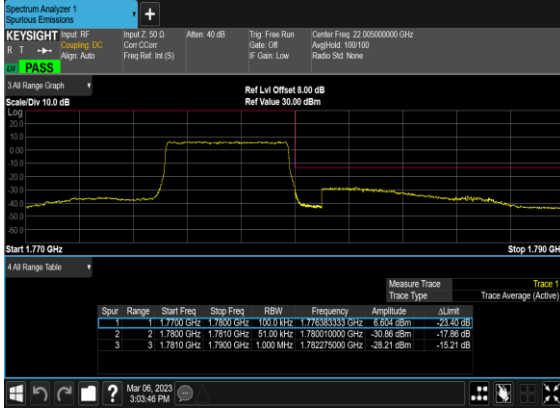 Spectrum Analyzer 1
Spurious Emissions
+
KEYSIGHT
R T
Input: RF
Coupling: DC
Align: Auto
Input Z: 50 Ω
Corr CCorr
Freq Ref: Int (S)
Atten: 40 dB
Trig: Free Run
Gate: Off
IF Gain: Low
Center Freq: 22.005000000 GHz
Avg|Hold: 100/100
Radio Std: None
LXI PASS
3 All Range Graph
Scale/Div 10.0 dB
Ref Lvl Offset 8.00 dB
Ref Value 30.00 dBm
Log
20.0
10.0
0.00
-10.0
-20.0
-30.0
-40.0
-50.0
-60.0
Start 1.770 GHz
Stop 1.790 GH
4 All Range Table
Measure Trace Trace 1
Trace Type Trace Average (Active)
Spur Range Start Freq Stop Freq RBW Frequency Amplitude ΔLimit
1 1 1.7700 GHz 1.7800 GHz 100.0 kHz 1.776383333 GHz 6.604 dBm -23.40 dB
2 2 1.7800 GHz 1.7810 GHz 51.00 kHz 1.780010000 GHz -30.86 dBm -17.86 dB
3 3 1.7810 GHz 1.7900 GHz 1.000 MHz 1.782275000 GHz -28.21 dBm -15.21 dB
?
Mar 06, 2023
3:03:46 PM